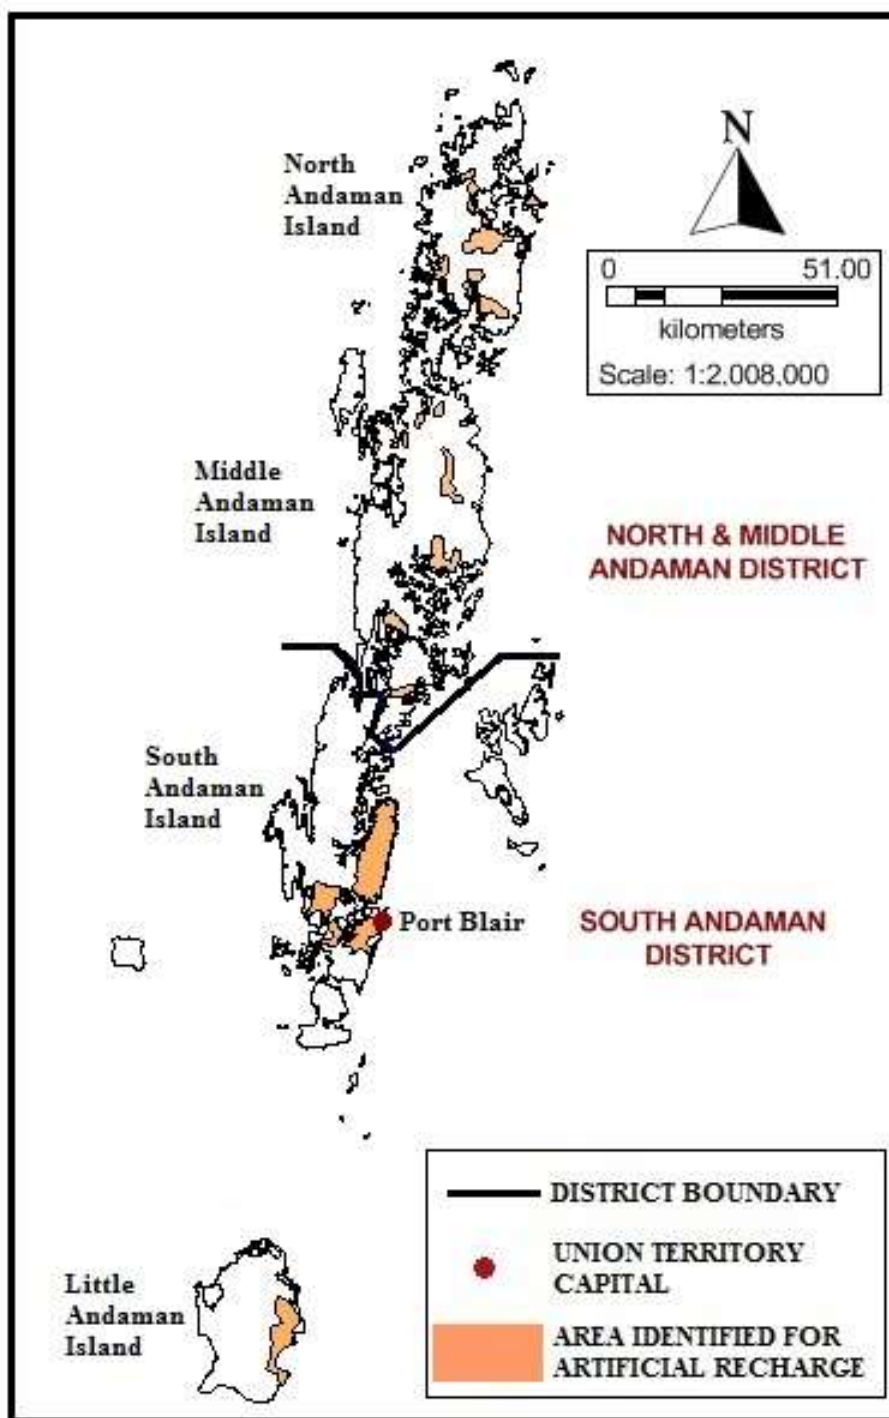 N
North
Andaman
Island
0 51.00
kilometers
Scale: 1:2,008,000
Middle
Andaman
Island
NORTH & MIDDLE
ANDAMAN DISTRICT
South
Andaman
Island
Port Blair
SOUTH ANDAMAN
DISTRICT
Little
Andaman
Island
DISTRICT BOUNDARY
UNION TERRITORY
CAPITAL
AREA IDENTIFIED FOR
ARTIFICIAL RECHARGE